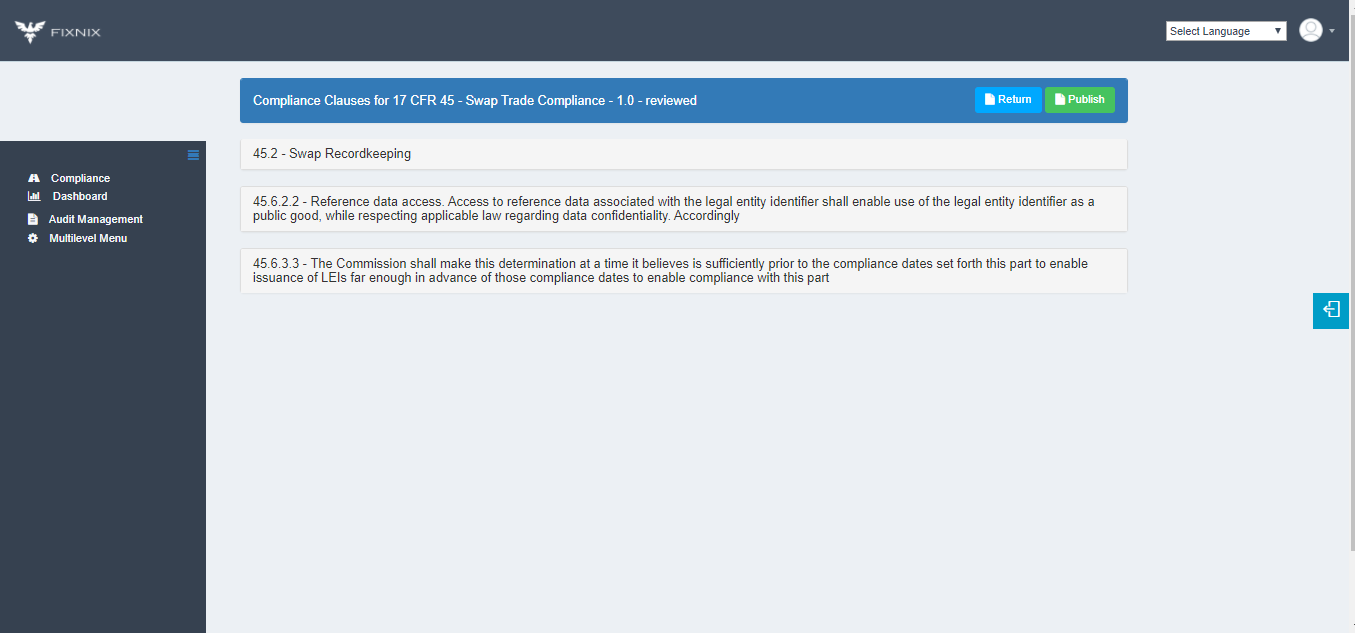 FIXNIX
Select Language
Compliance Clauses for 17 CFR 45 - Swap Trade Compliance - 1.0 - reviewed
Return
Publish
45.2 - Swap Recordkeeping
Compliance
Dashboard
Audit Management
Multilevel Menu
45.6.2.2 - Reference data access. Access to reference data associated with the legal entity identifier shall enable use of the legal entity identifier as a
public good, while respecting applicable law regarding data confidentiality. Accordingly
45.6.3.3 - The Commission shall make this determination at a time it believes is sufficiently prior to the compliance dates set forth this part to enable
issuance of LEIs far enough in advance of those compliance dates to enable compliance with this part